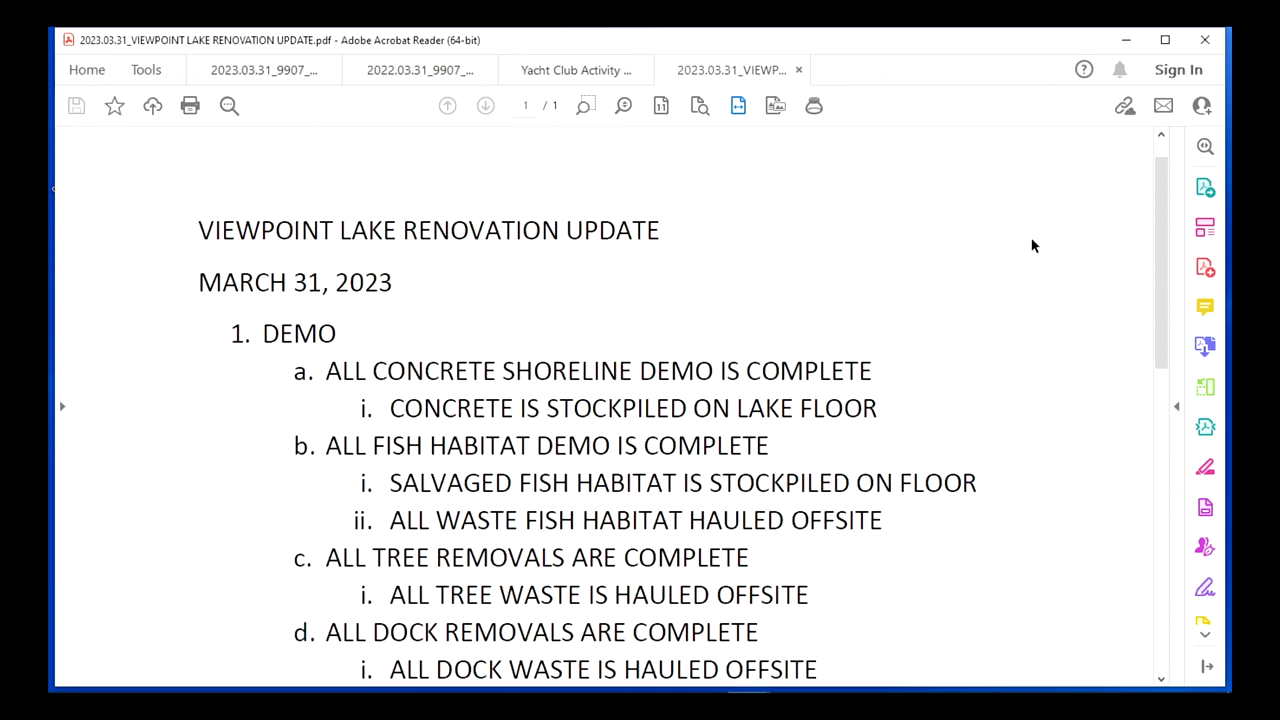 2023.03.31_VIEWPOINT LAKE RENOVATION UPDATE.pdf - Adobe Acrobat Reader (64-bit)
Home Tools 2023.03.31_9907_... 2022.03.31_9907_... Yacht Club Activity ... 2023.03.31_VIEWP... × Sign In
1 / 1
VIEWPOINT LAKE RENOVATION UPDATE
MARCH 31, 2023
1. DEMO
a. ALL CONCRETE SHORELINE DEMO IS COMPLETE
i. CONCRETE IS STOCKPILED ON LAKE FLOOR
b. ALL FISH HABITAT DEMO IS COMPLETE
i. SALVAGED FISH HABITAT IS STOCKPILED ON FLOOR
ii. ALL WASTE FISH HABITAT HAULED OFFSITE
c. ALL TREE REMOVALS ARE COMPLETE
i. ALL TREE WASTE IS HAULED OFFSITE
d. ALL DOCK REMOVALS ARE COMPLETE
i. ALL DOCK WASTE IS HAULED OFFSITE